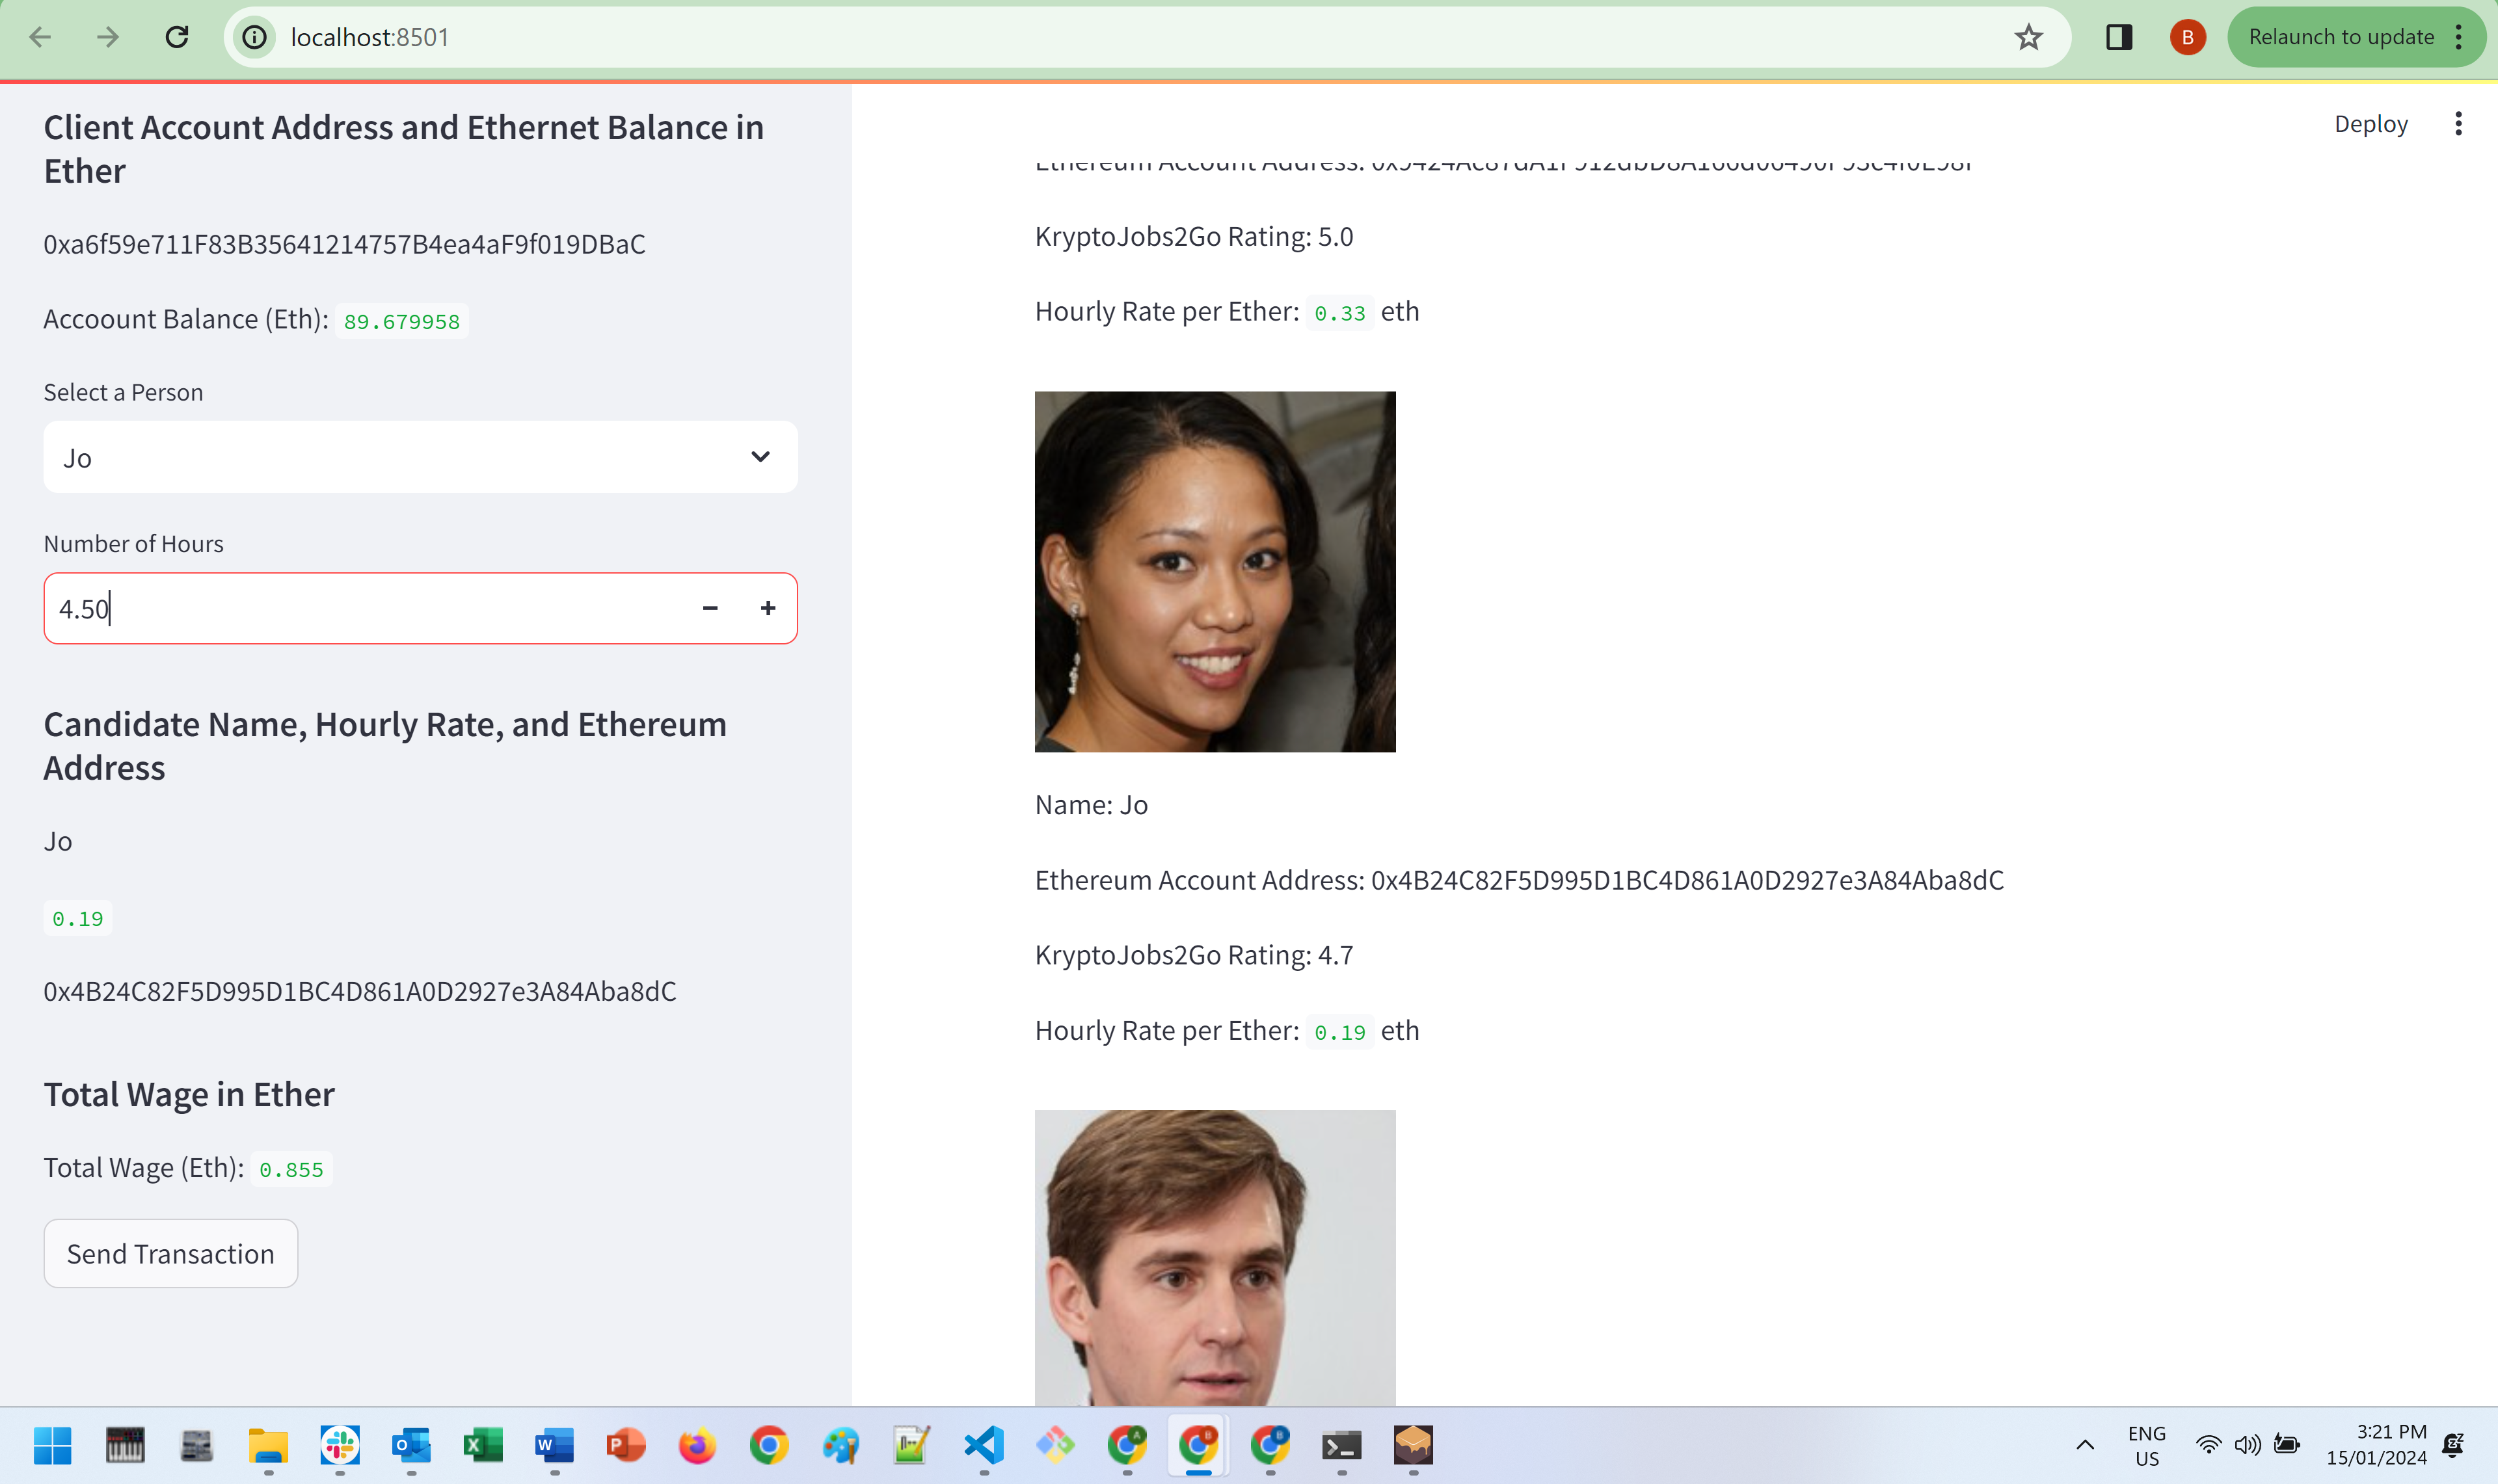 localhost:8501
B
Relaunch to update
Client Account Address and Ethernet Balance in
Ether
0xa6f59e711F83B35641214757B4ea4aF9f019DBaC
Accoount Balance (Eth): 89.679958
Select a Person
Jo
Number of Hours
4.50
Candidate Name, Hourly Rate, and Ethereum
Address
Jo
0.19
0x4B24C82F5D995D1BC4D861A0D2927e3A84Aba8dC
Total Wage in Ether
Total Wage (Eth): 0.855
Send Transaction
Deploy
Ethereum Account Address:
KryptoJobs2Go Rating: 5.0
Hourly Rate per Ether: 0.33 eth
Name: Jo
Ethereum Account Address: 0x4B24C82F5D995D1BC4D861A0D2927e3A84Aba8dC
KryptoJobs2Go Rating: 4.7
Hourly Rate per Ether: 0.19 eth
ENG
US
3:21 PM
15/01/2024